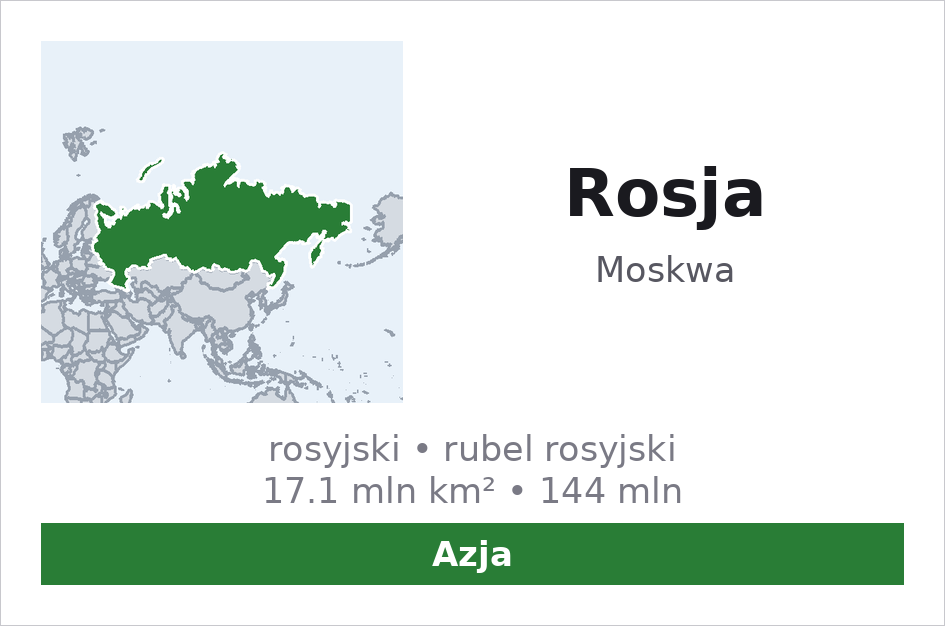 Rosja
Moskwa
rosyjski • rubel rosyjski
17.1 mln km² • 144 mln
Azja